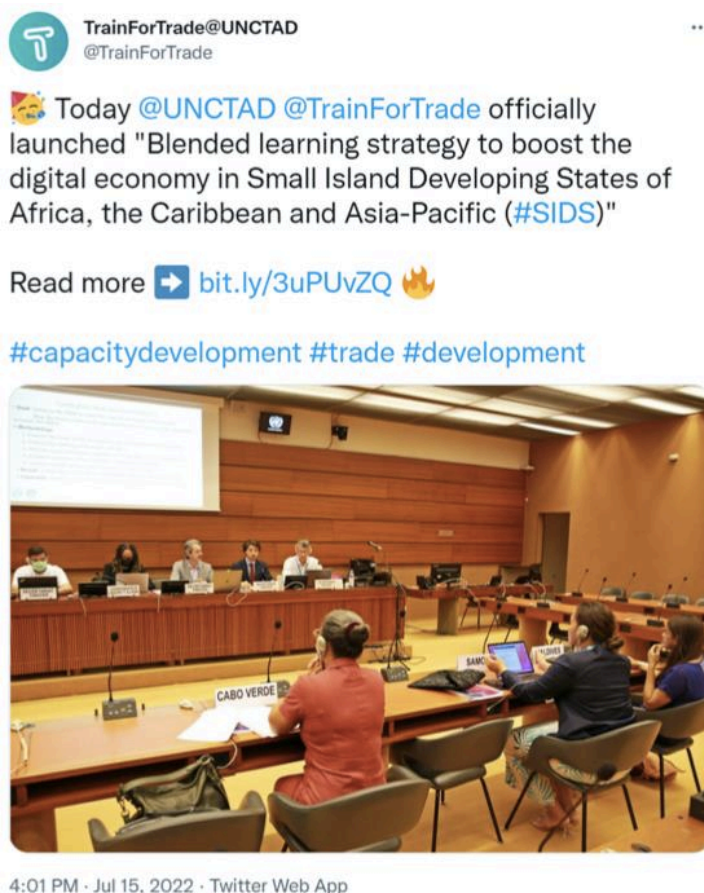 TrainForTrade@UNCTAD
@TrainForTrade
🥳 Today @UNCTAD @TrainForTrade officially
launched "Blended learning strategy to boost the
digital economy in Small Island Developing States of
Africa, the Caribbean and Asia-Pacific (#SIDS)"
Read more ➡️ bit.ly/3uPUvZQ 🔥
#capacitydevelopment #trade #development
CABO VERDE
4:01 PM · Jul 15, 2022 · Twitter Web App